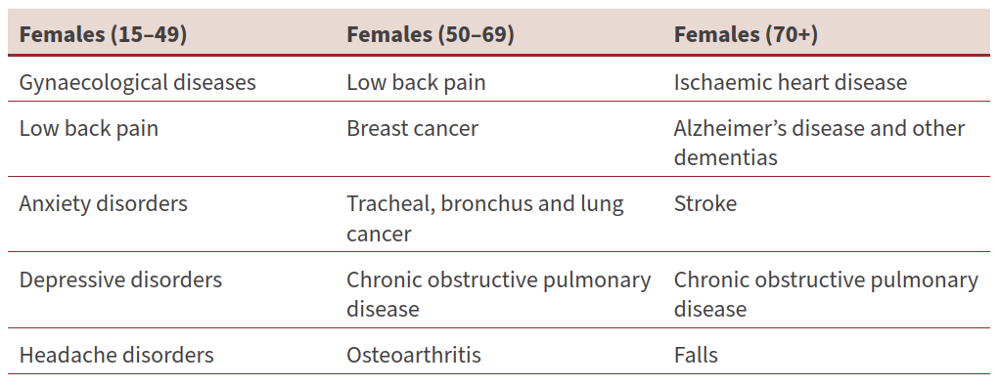 Females (15–49) Females (50–69) Females (70+)
Gynaecological diseases Low back pain Ischaemic heart disease
Low back pain Breast cancer Alzheimer’s disease and other
dementias
Anxiety disorders Tracheal, bronchus and lung Stroke
cancer
Depressive disorders Chronic obstructive pulmonary Chronic obstructive pulmonary
disease disease
Headache disorders Osteoarthritis Falls